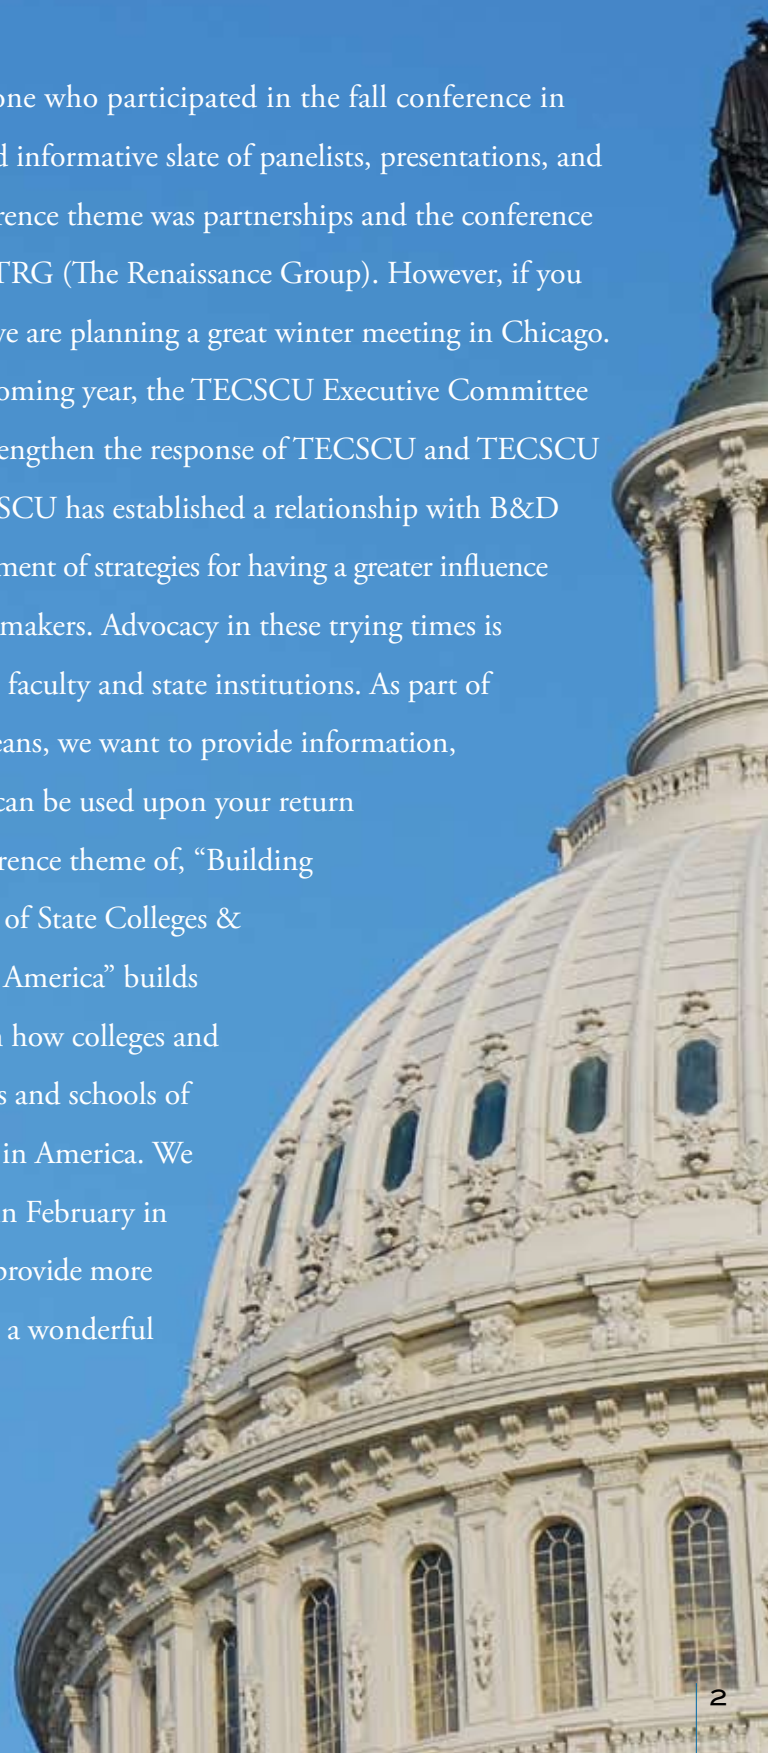 one who participated in the fall conference in
d informative slate of panelists, presentations, and
rence theme was partnerships and the conference
TRG (The Renaissance Group). However, if you
ve are planning a great winter meeting in Chicago.
oming year, the TECSCU Executive Committee
rengthen the response of TECSCU and TECSCU
SCU has established a relationship with B&D
ment of strategies for having a greater influence
makers. Advocacy in these trying times is
faculty and state institutions. As part of
eans, we want to provide information,
can be used upon your return
rence theme of, “Building
of State Colleges &
America” builds
n how colleges and
s and schools of
in America. We
n February in
provide more
a wonderful
2